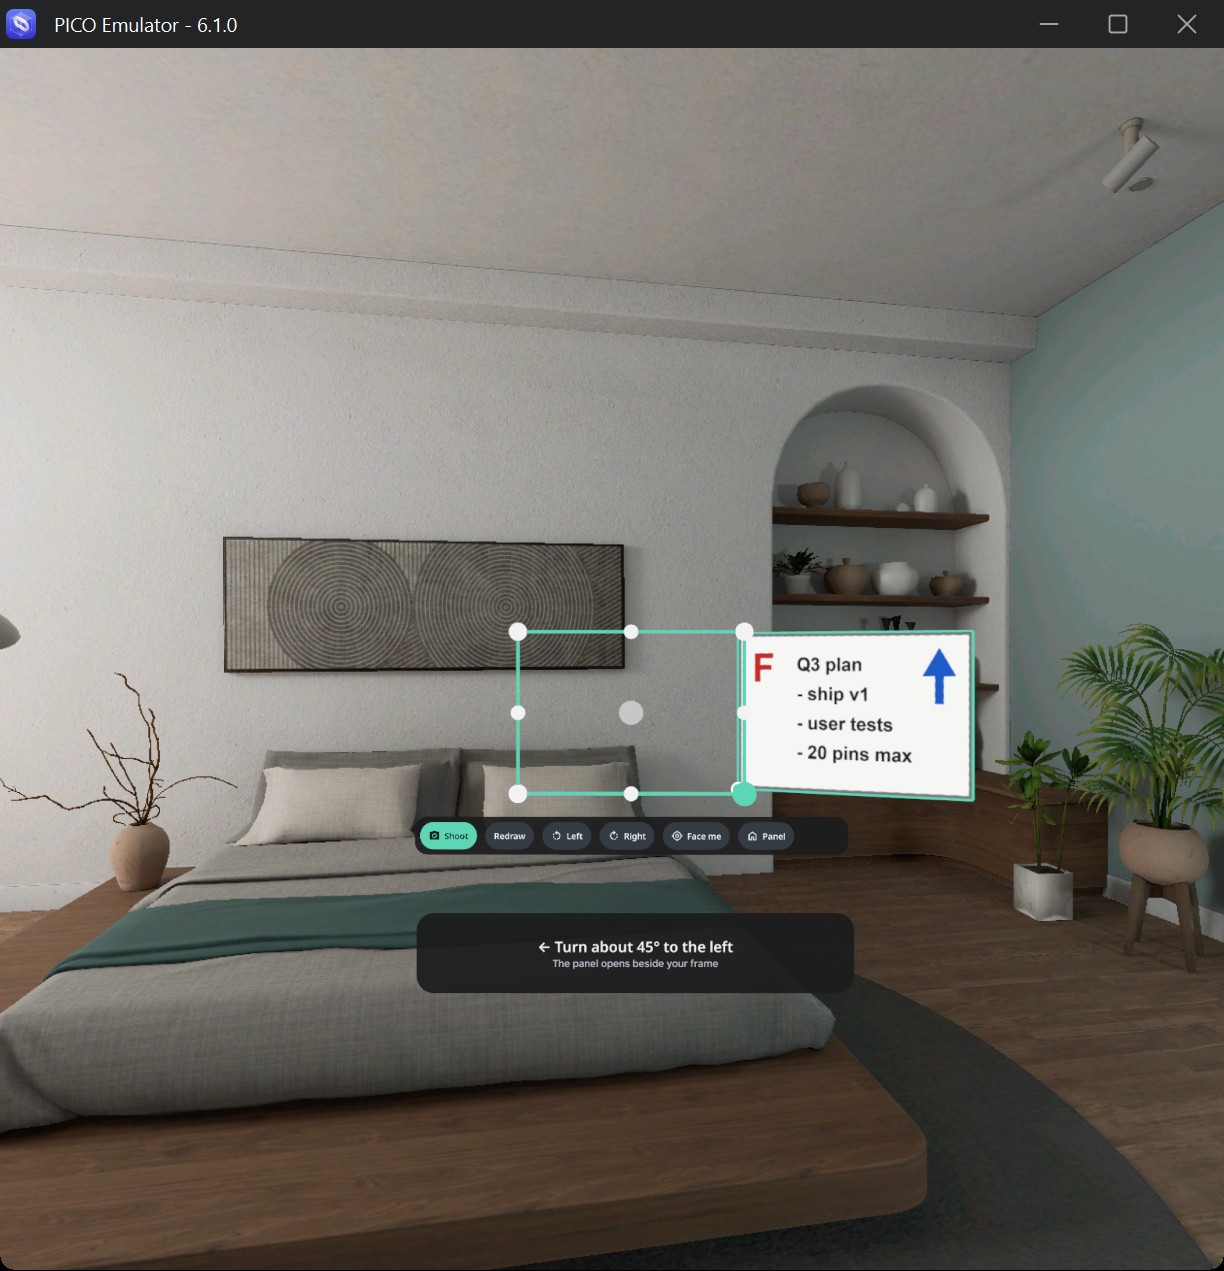 PICO Emulator - 6.1.0
F
Q3 plan
- ship v1
- user tests
- 20 pins max
Shoot
Redraw
Left
Right
Face me
Panel
← Turn about 45° to the left
The panel opens beside your frame